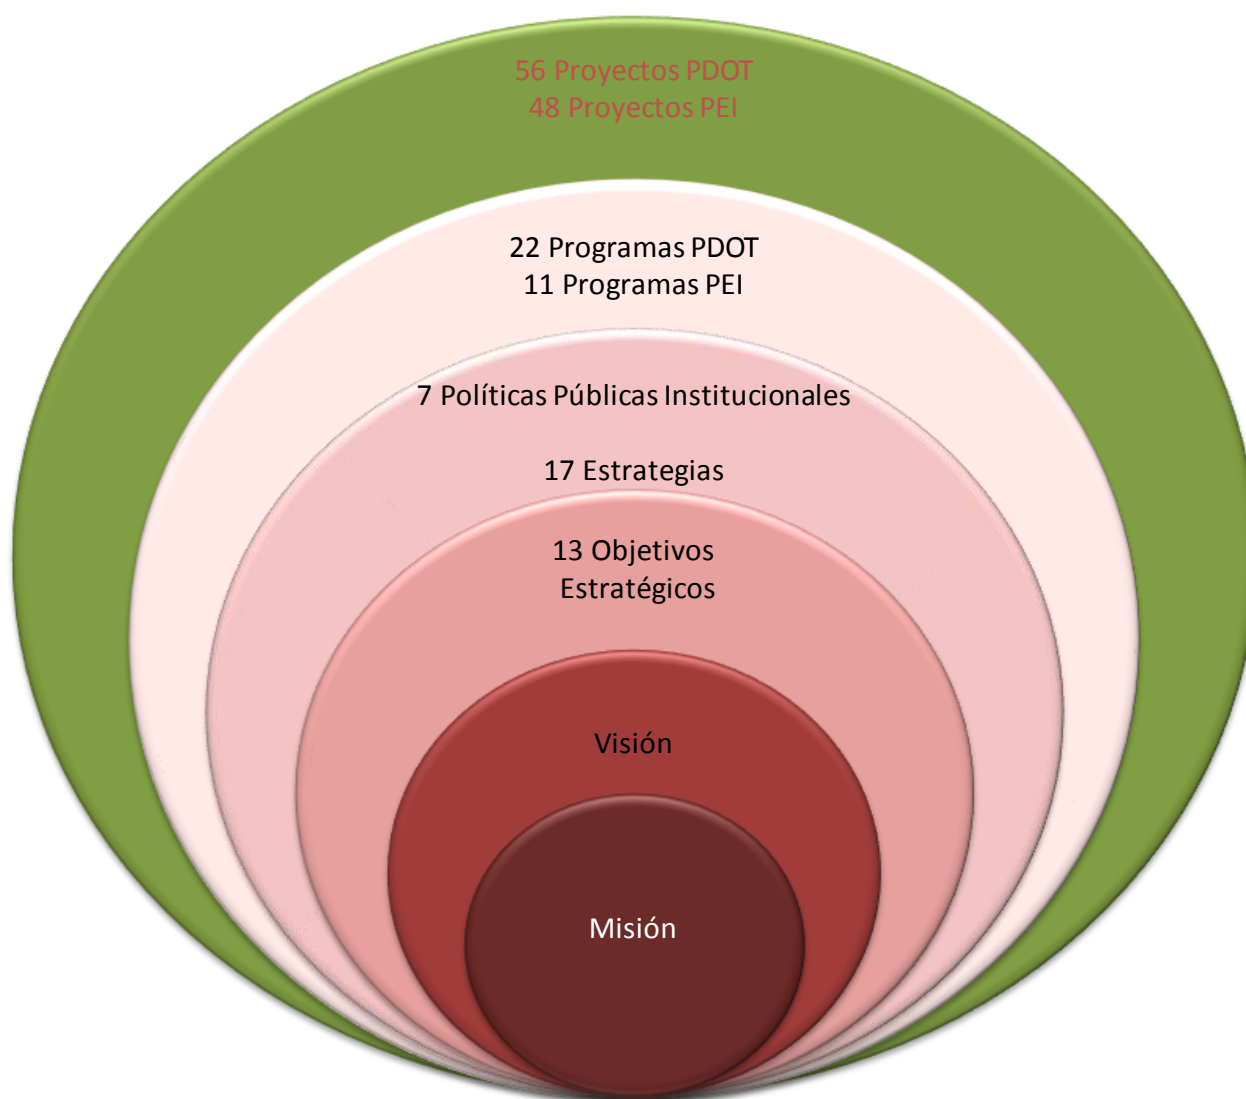 56 Proyectos PDOT
48 Proyectos PEI
22 Programas PDOT
11 Programas PEI
7 Políticas Públicas Institucionales
17 Estrategias
13 Objetivos
Estratégicos
Visión
Misión